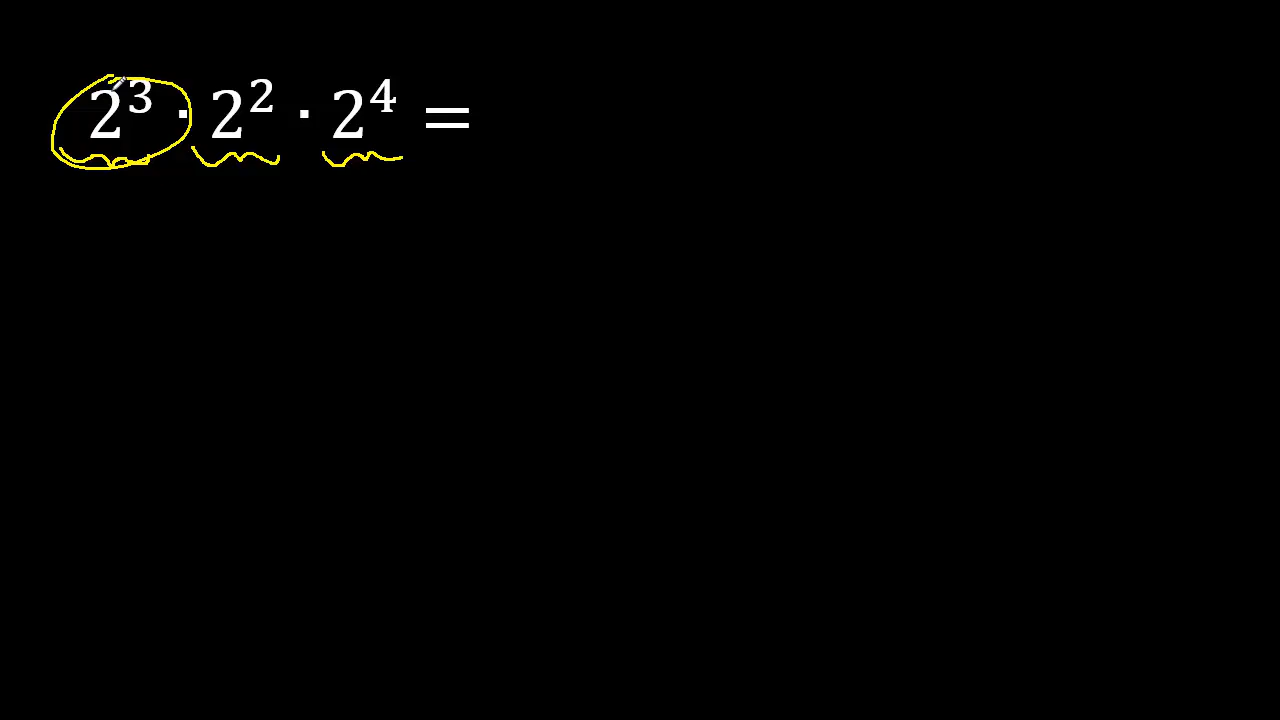 2³ · 2² · 2⁴ =